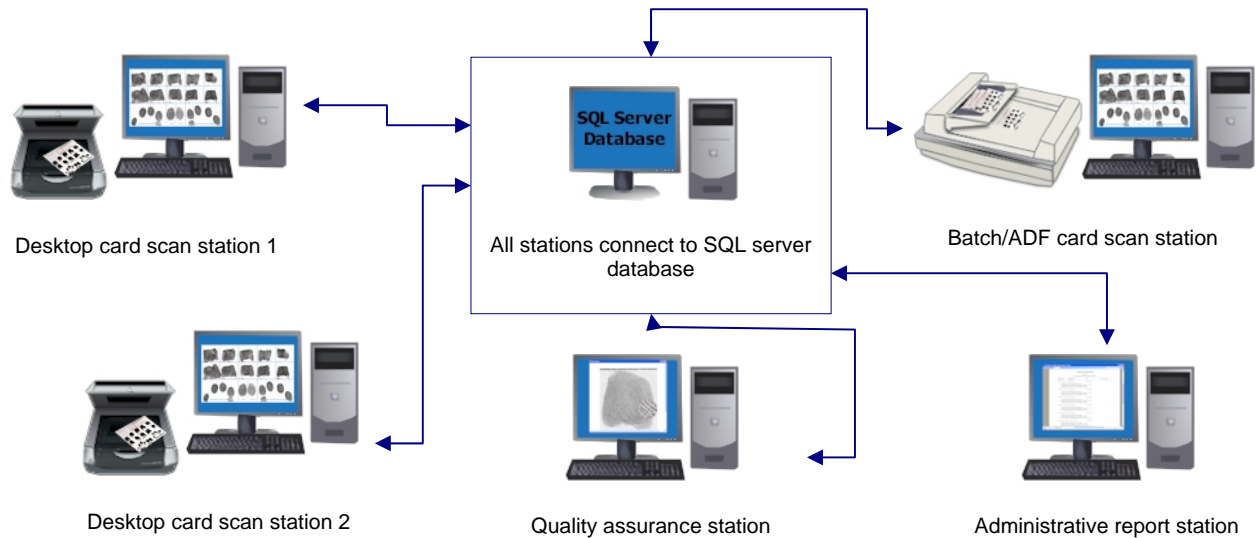 SQL Server
Database
Desktop card scan station 1
All stations connect to SQL server
database
Batch/ADF card scan station
Desktop card scan station 2
Quality assurance station
Administrative report station